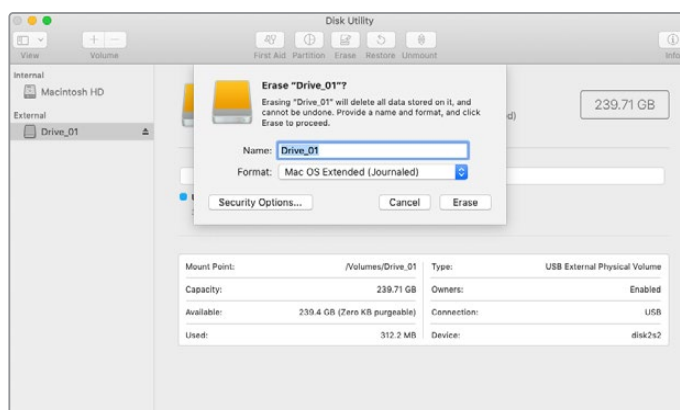 Disk Utility
View
Volume
First Aid
Partition
Erase
Restore
Unmount
Info
Internal
Macintosh HD
External
Drive_01
Erase “Drive_01”?
Erasing “Drive_01” will delete all data stored on it, and
cannot be undone. Provide a name and format, and click
Erase to proceed.
Name: Drive_01
Format: Mac OS Extended (Journaled)
Security Options...
Cancel
Erase
239.71 GB
Mount Point: /Volumes/Drive_01
Type: USB External Physical Volume
Capacity: 239.71 GB
Owners: Enabled
Available: 239.4 GB (Zero KB purgeable)
Connection: USB
Used: 312.2 MB
Device: disk2s2